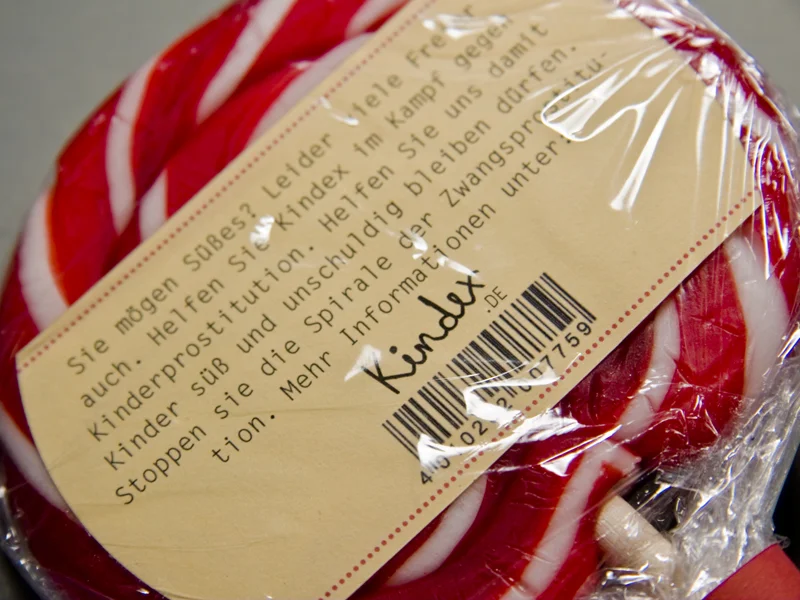 Sie mögen Süßes? Leider viele Freier
auch. Helfen Sie Kindex im Kampf gegen
Kinderprostitution. Helfen Sie uns damit
Kinder süß und unschuldig bleiben dürfen.
Stoppen sie die Spirale der Zwangsprostitu-
tion. Mehr Informationen unter:
Kindex
.DE